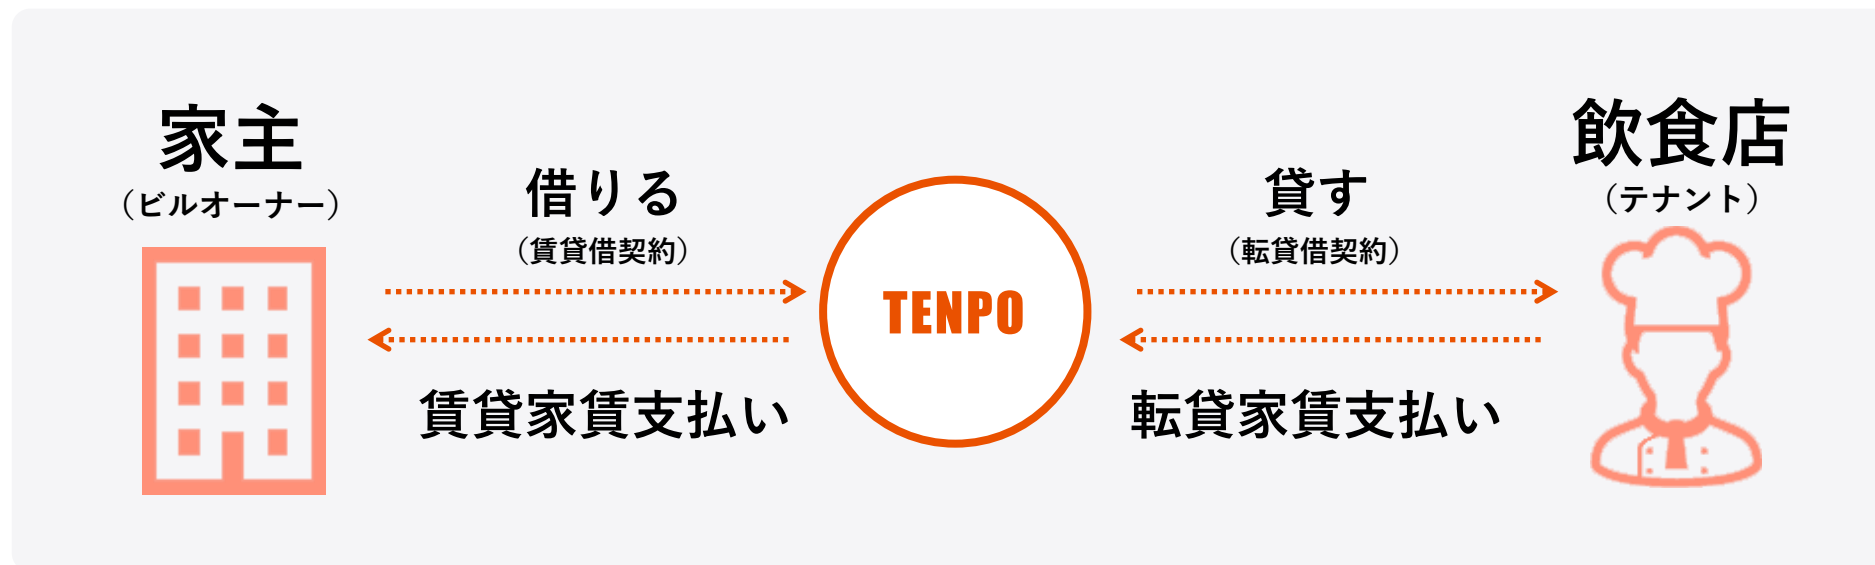 家主
（ビルオーナー）
借りる
（賃貸借契約）
賃貸家賃支払い
TENPO
貸す
（転貸借契約）
転貸家賃支払い
飲食店
（テナント）